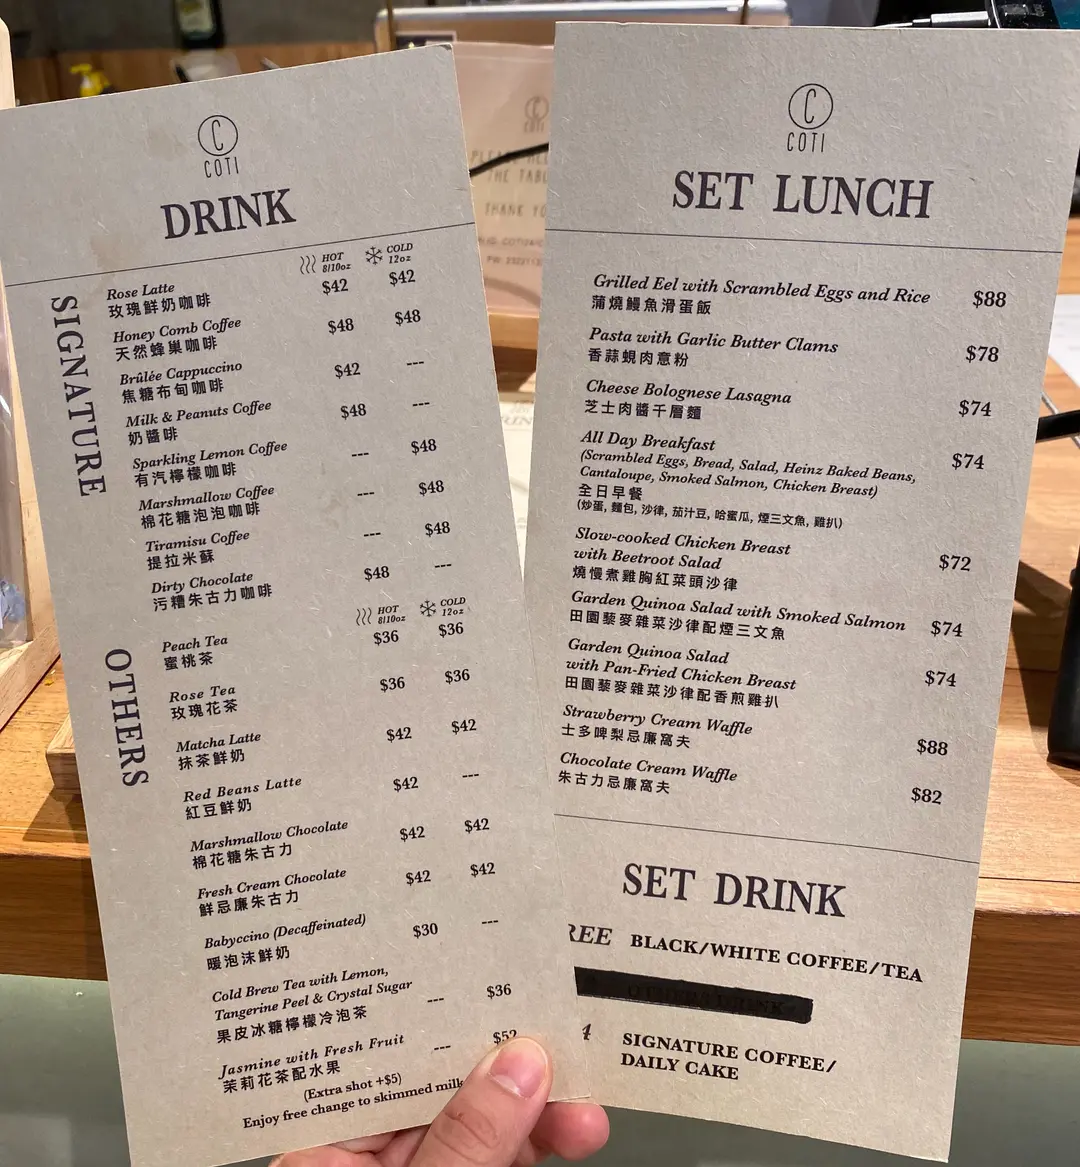 C
COTI
DRINK
HOT
8/10oz
COLD
12oz
SIGNATURE
Rose Latte $42 $42
玫瑰鮮奶咖啡
Honey Comb Coffee $48 $48
天然蜂巢咖啡
Brûlée Cappuccino $42 ---
焦糖布甸咖啡
Milk & Peanuts Coffee $48 ---
奶醬啡
Sparkling Lemon Coffee --- $48
有汽檸檬咖啡
Marshmallow Coffee --- $48
棉花糖泡泡咖啡
Tiramisu Coffee --- $48
提拉米蘇
Dirty Chocolate $48 ---
污糟朱古力咖啡
HOT
8/10oz
COLD
12oz
OTHERS
Peach Tea $36 $36
蜜桃茶
Rose Tea $36 $36
玫瑰花茶
Matcha Latte $42 $42
抹茶鮮奶
Red Beans Latte $42 ---
紅豆鮮奶
Marshmallow Chocolate $42 $42
棉花糖朱古力
Fresh Cream Chocolate $42 $42
鮮忌廉朱古力
Babyccino (Decaffeinated) $30 ---
暖泡沫鮮奶
Cold Brew Tea with Lemon,
Tangerine Peel & Crystal Sugar --- $36
果皮冰糖檸檬冷泡茶
Jasmine with Fresh Fruit --- $52
茉莉花茶配水果
(Extra shot +$5)
Enjoy free change to skimmed milk
C
COTI
SET LUNCH
Grilled Eel with Scrambled Eggs and Rice $88
蒲燒鰻魚滑蛋飯
Pasta with Garlic Butter Clams $78
香蒜蜆肉意粉
Cheese Bolognese Lasagna $74
芝士肉醬千層麵
All Day Breakfast $74
(Scrambled Eggs, Bread, Salad, Heinz Baked Beans,
Cantaloupe, Smoked Salmon, Chicken Breast)
全日早餐
(炒蛋, 麵包, 沙律, 茄汁豆, 哈蜜瓜, 煙三文魚, 雞扒)
Slow-cooked Chicken Breast
with Beetroot Salad $72
燒慢煮雞胸紅菜頭沙律
Garden Quinoa Salad with Smoked Salmon $74
田園藜麥雜菜沙律配煙三文魚
Garden Quinoa Salad
with Pan-Fried Chicken Breast $74
田園藜麥雜菜沙律配香煎雞扒
Strawberry Cream Waffle $88
士多啤梨忌廉窩夫
Chocolate Cream Waffle $82
朱古力忌廉窩夫
SET DRINK
REE BLACK/WHITE COFFEE/TEA
4 SIGNATURE COFFEE/
DAILY CAKE
COTI
THE TABL
THANK YO